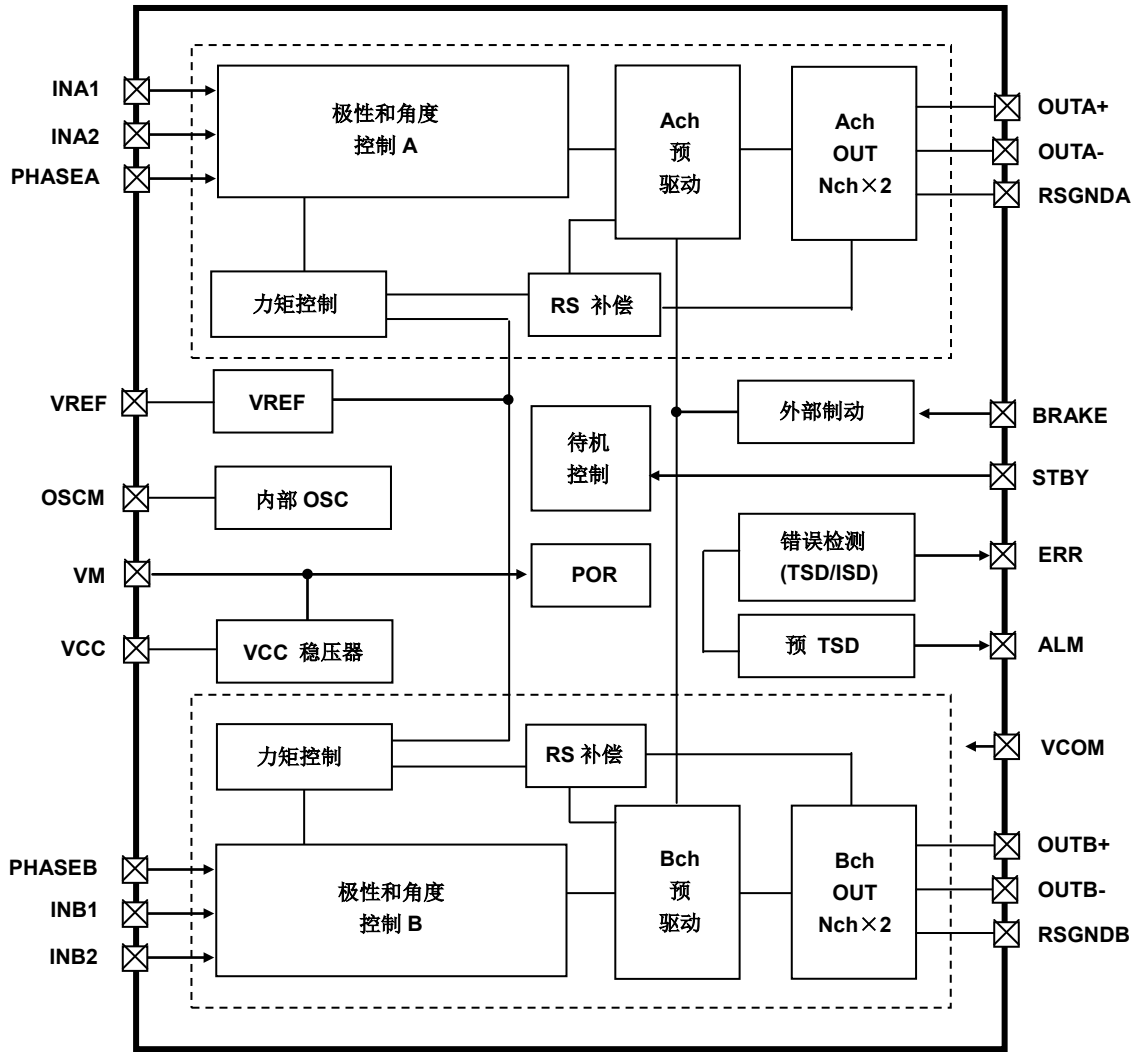 INA1
INA2
PHASEA
极性和角度
控制 A
Ach
预
驱动
Ach
OUT
Nch×2
OUTA+
OUTA-
RSGNDA
力矩控制
RS 补偿
VREF
VREF
外部制动
BRAKE
待机
控制
STBY
OSCM
内部 OSC
错误检测
(TSD/ISD)
ERR
VM
POR
VCC
VCC 稳压器
预 TSD
ALM
力矩控制
RS 补偿
VCOM
PHASEB
INB1
INB2
极性和角度
控制 B
Bch
预
驱动
Bch
OUT
Nch×2
OUTB+
OUTB-
RSGNDB